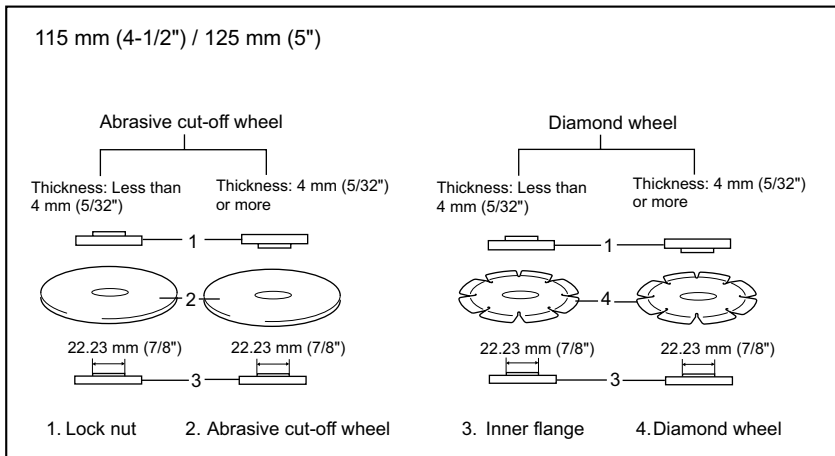 115 mm (4-1/2") / 125 mm (5")
Abrasive cut-off wheel
Thickness: Less than
4 mm (5/32")
Thickness: 4 mm (5/32")
or more
1
2
22.23 mm (7/8")
22.23 mm (7/8")
3
Diamond wheel
Thickness: Less than
4 mm (5/32")
Thickness: 4 mm (5/32")
or more
1
4
22.23 mm (7/8")
22.23 mm (7/8")
3
1. Lock nut
2. Abrasive cut-off wheel
3. Inner flange
4. Diamond wheel